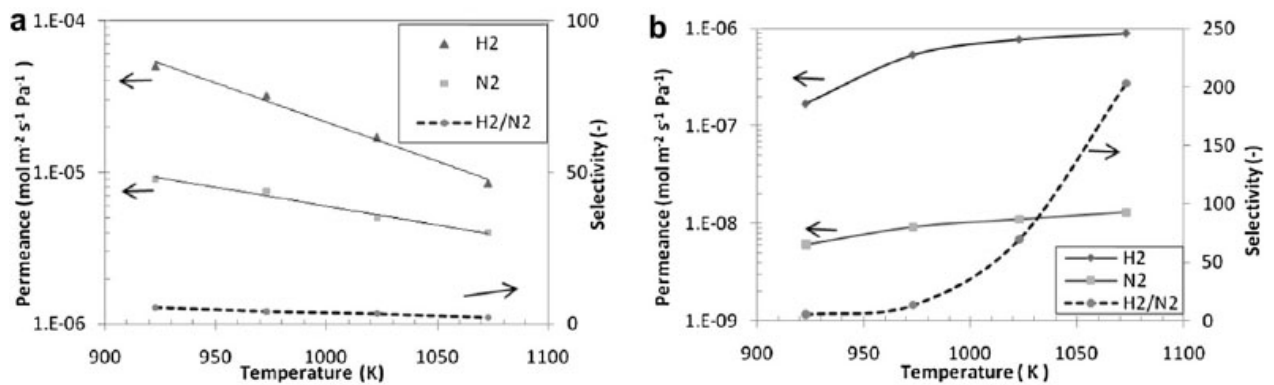 a
1.E-04
1.E-05
1.E-06
Permeance (mol m⁻² s⁻¹ Pa⁻¹)
H2
N2
H2/N2
100
50
0
Selectivity (-)
900 950 1000 1050 1100
Temperature (K)
b
1.E-06
1.E-07
1.E-08
1.E-09
Permeance (mol m⁻² s⁻¹ Pa⁻¹)
250
200
150
100
50
0
Selectivity (-)
H2
N2
H2/N2
900 950 1000 1050 1100
Temperature ( K )